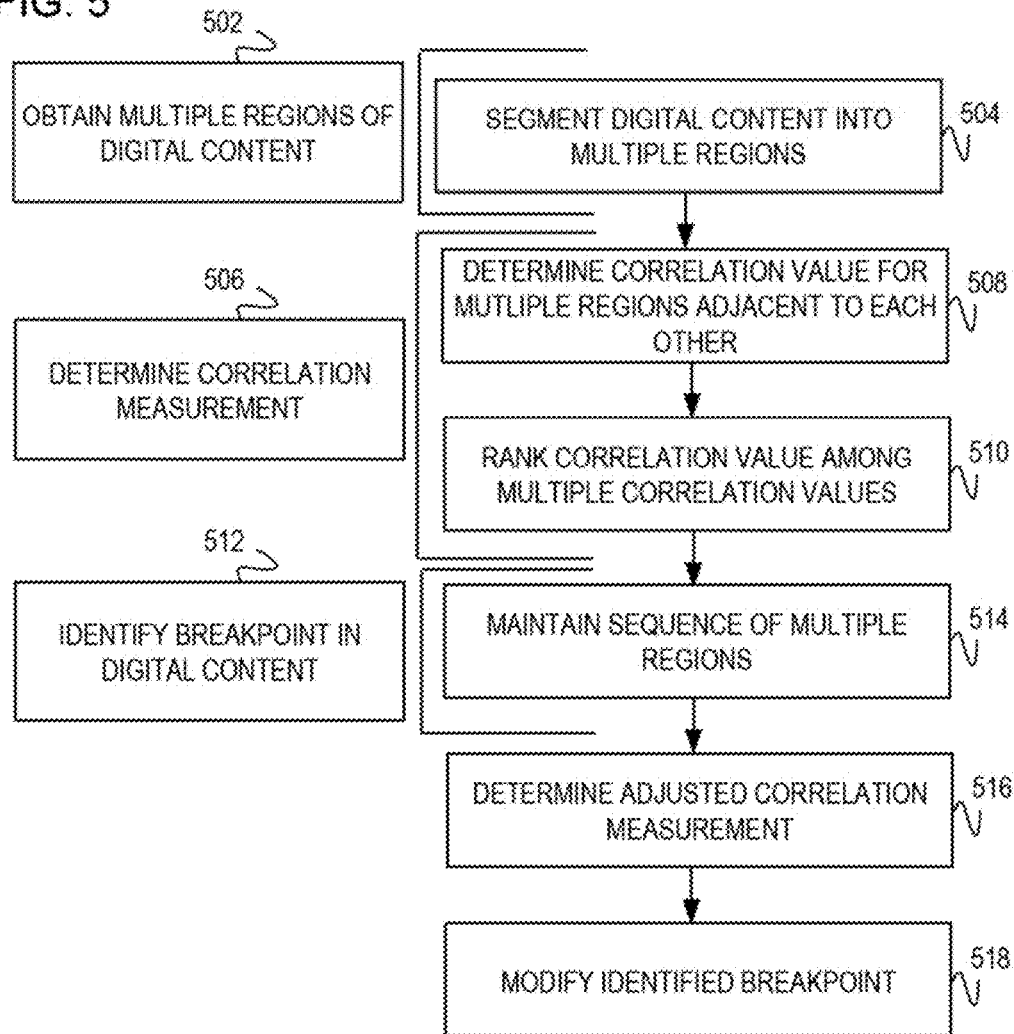 FIG. 5
502
OBTAIN MULTIPLE REGIONS OF
DIGITAL CONTENT
SEGMENT DIGITAL CONTENT INTO
MULTIPLE REGIONS
504
506
DETERMINE CORRELATION
MEASUREMENT
DETERMINE CORRELATION VALUE FOR
MUTLIPLE REGIONS ADJACENT TO EACH
OTHER
508
RANK CORRELATION VALUE AMONG
MULTIPLE CORRELATION VALUES
510
512
IDENTIFY BREAKPOINT IN
DIGITAL CONTENT
MAINTAIN SEQUENCE OF MULTIPLE
REGIONS
514
DETERMINE ADJUSTED CORRELATION
MEASUREMENT
516
MODIFY IDENTIFIED BREAKPOINT
518